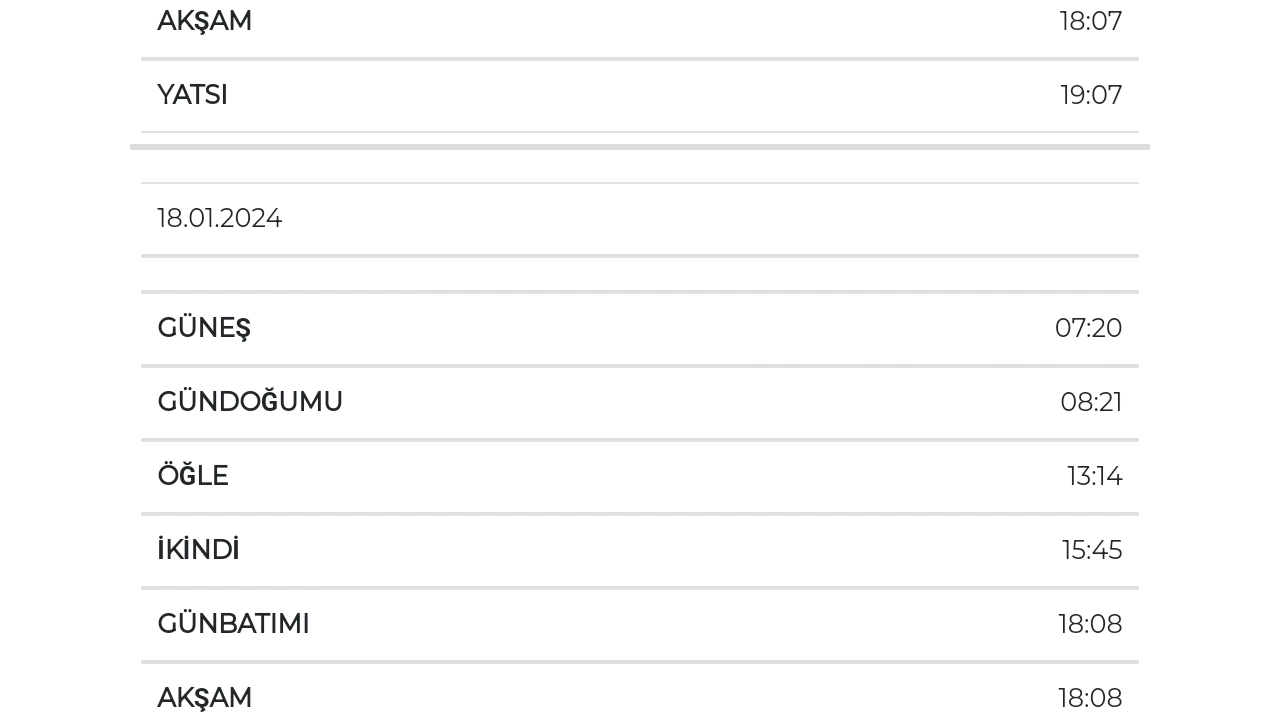 AKŞAM 18:07
YATSI 19:07
18.01.2024
GÜNEŞ 07:20
GÜNDOĞUMU 08:21
ÖĞLE 13:14
İKİNDİ 15:45
GÜNBATIMI 18:08
AKŞAM 18:08